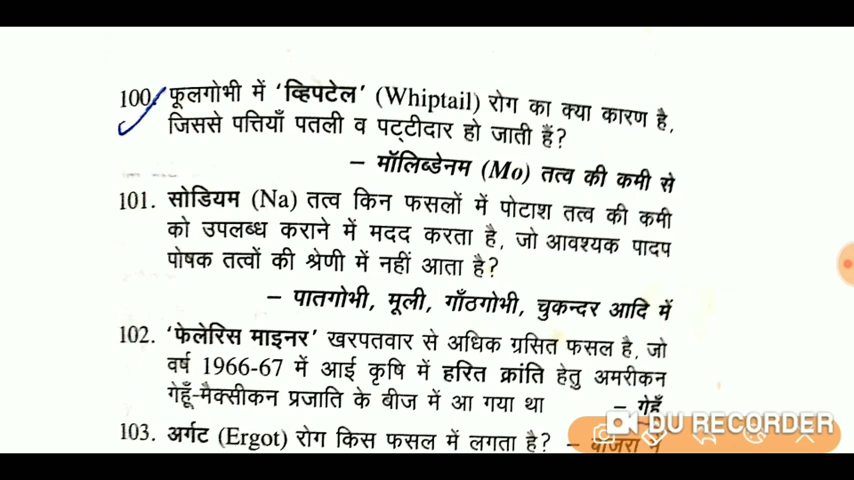 100. फूलगोभी में ‘व्हिपटेल’ (Whiptail) रोग का क्या कारण है,
जिससे पत्तियाँ पतली व पट्टीदार हो जाती हैं?
– मॉलिब्डेनम (Mo) तत्व की कमी से
101. सोडियम (Na) तत्व किन फसलों में पोटाश तत्व की कमी
को उपलब्ध कराने में मदद करता है, जो आवश्यक पादप
पोषक तत्वों की श्रेणी में नहीं आता है?
– पातगोभी, मूली, गाँठगोभी, चुकन्दर आदि में
102. ‘फेलेरिस माइनर’ खरपतवार से अधिक ग्रसित फसल है, जो
वर्ष 1966-67 में आई कृषि में हरित क्रांति हेतु अमरीकन
गेहूँ-मैक्सीकन प्रजाति के बीज में आ गया था – गेहूँ
103. अर्गट (Ergot) रोग किस फसल में लगता है? – बाजरा में
DU RECORDER